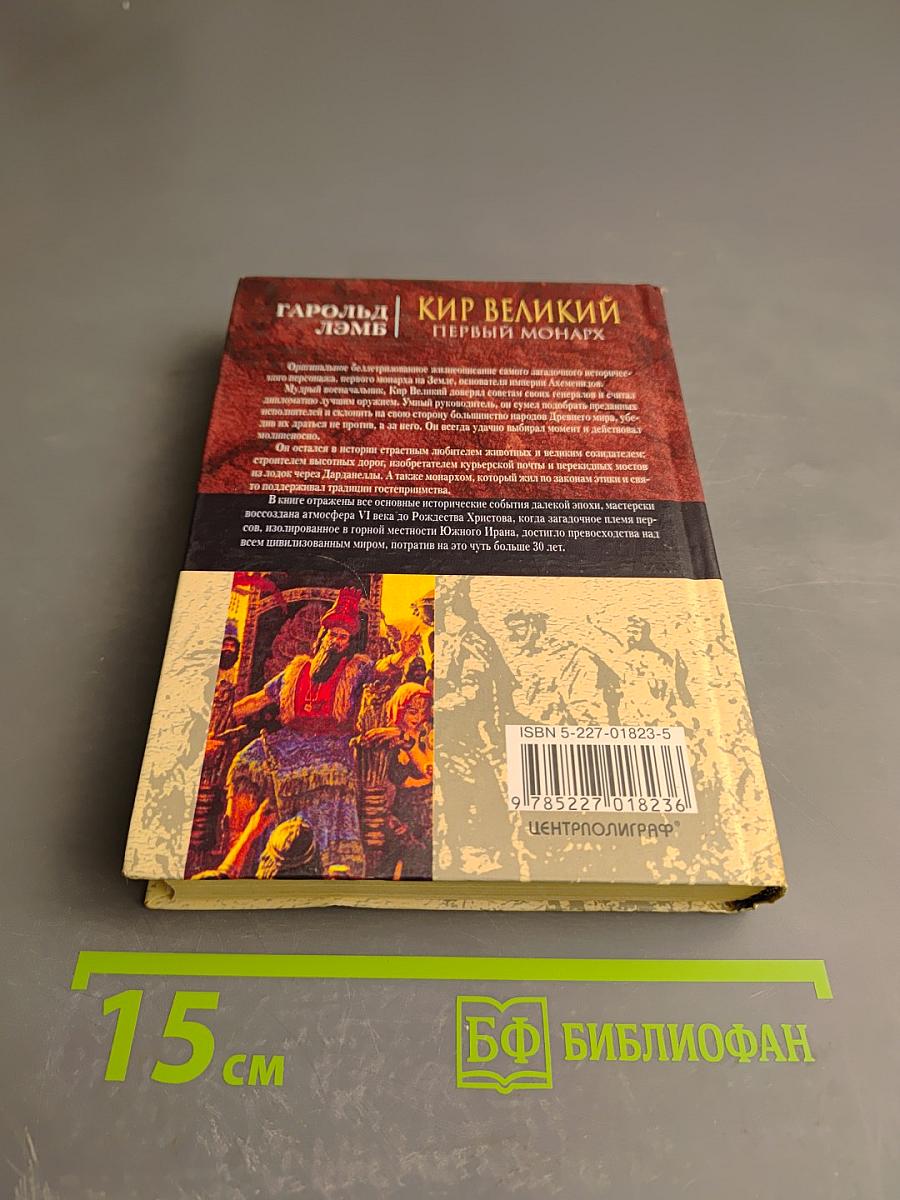 ГАРОЛЬД
ЛЭМБ
КИР ВЕЛИКИЙ
ПЕРВЫЙ МОНАРХ
Оригинальное беллетризованное жизнеописание самого загадочного историчес-
кого персонажа, первого монарха на Земле, основателя империи Ахеменидов.
Мудрый военачальник, Кир Великий доверял советам своих генералов и считал
дипломатию лучшим оружием. Умный руководитель, он сумел подобрать преданных
исполнителей и склонить на свою сторону большинство народов Древнего мира, убе-
див их драться не против, а за него. Он всегда удачно выбирал момент и действовал
молниеносно.
Он остался в истории страстным любителем животных и великим созидателем:
строителем высотных дорог, изобретателем курьерской почты и перекидных мостов
из лодок через Дарданеллы. А также монархом, который жил по законам этики и свя-
то поддерживал традиции гостеприимства.
В книге отражены все основные исторические события далекой эпохи, мастерски
воссоздана атмосфера VI века до Рождества Христова, когда загадочное племя пер-
сов, изолированное в горной местности Южного Ирана, достигло превосходства над
всем цивилизованным миром, потратив на это чуть больше 30 лет.
ISBN 5-227-01823-5
9 785227 018236
ЦЕНТРПОЛИГРАФ®
15 см
БФ БИБЛИОФАН